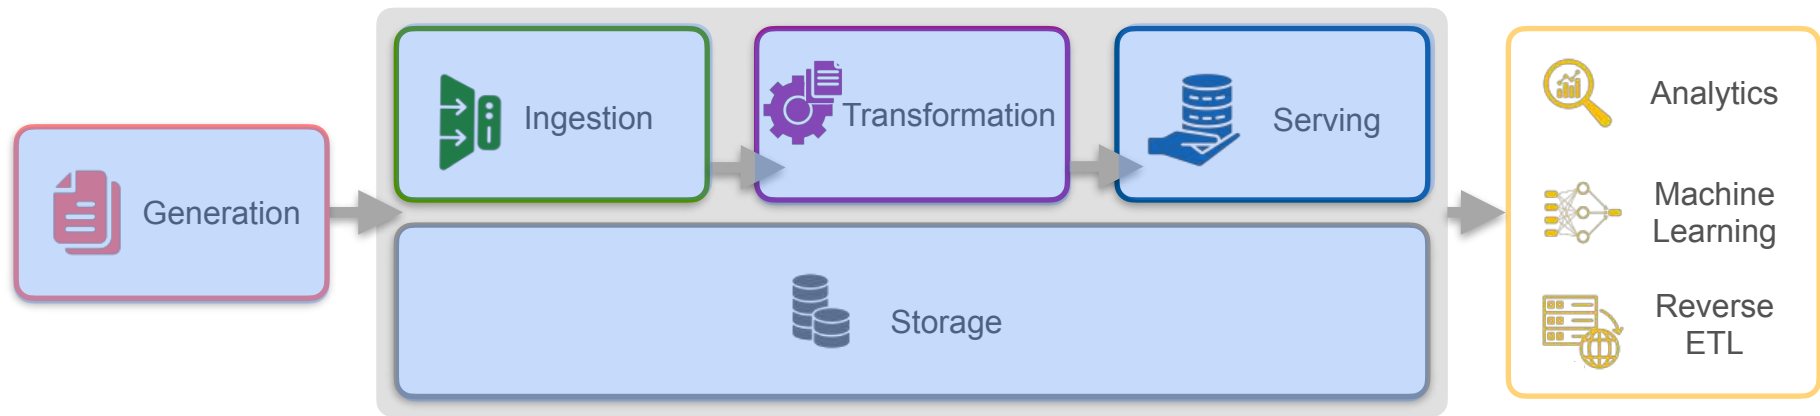 Generation
Ingestion
Transformation
Serving
Storage
Analytics
Machine
Learning
Reverse
ETL